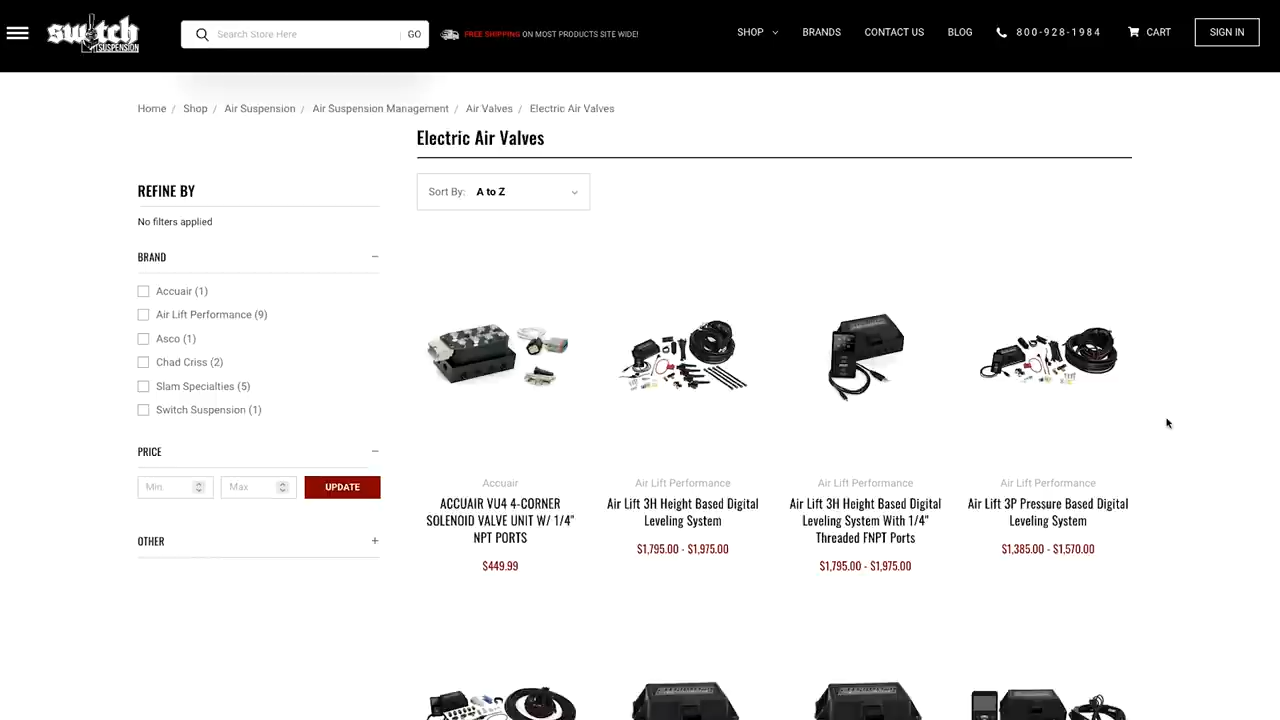 switch
SUSPENSION
Search Store Here
GO
FREE SHIPPING ON MOST PRODUCTS SITE WIDE!
SHOP
BRANDS
CONTACT US
BLOG
800-928-1984
CART
SIGN IN
Home / Shop / Air Suspension / Air Suspension Management / Air Valves / Electric Air Valves
Electric Air Valves
Sort By: A to Z
REFINE BY
No filters applied
BRAND
Accuair (1)
Air Lift Performance (9)
Asco (1)
Chad Criss (2)
Slam Specialties (5)
Switch Suspension (1)
PRICE
Min.
Max
UPDATE
OTHER
Accuair
ACCUAIR VU4 4-CORNER
SOLENOID VALVE UNIT W/ 1/4"
NPT PORTS
$449.99
Air Lift Performance
Air Lift 3H Height Based Digital
Leveling System
$1,795.00 - $1,975.00
Air Lift Performance
Air Lift 3H Height Based Digital
Leveling System With 1/4"
Threaded FNPT Ports
$1,795.00 - $1,975.00
Air Lift Performance
Air Lift 3P Pressure Based Digital
Leveling System
$1,385.00 - $1,570.00